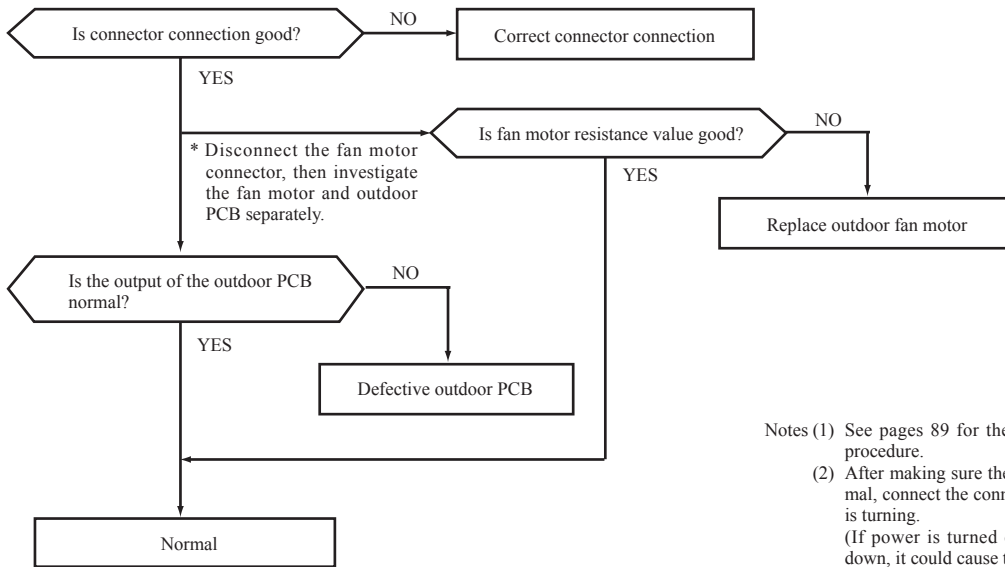 Is connector connection good?
NO
Correct connector connection
YES
Is fan motor resistance value good?
NO
* Disconnect the fan motor
connector, then investigate
the fan motor and outdoor
PCB separately.
YES
Replace outdoor fan motor
Is the output of the outdoor PCB
normal?
NO
YES
Defective outdoor PCB
Notes (1) See pages 89 for the
procedure.
(2) After making sure the
mal, connect the conn
is turning.
(If power is turned
down, it could cause t
Normal